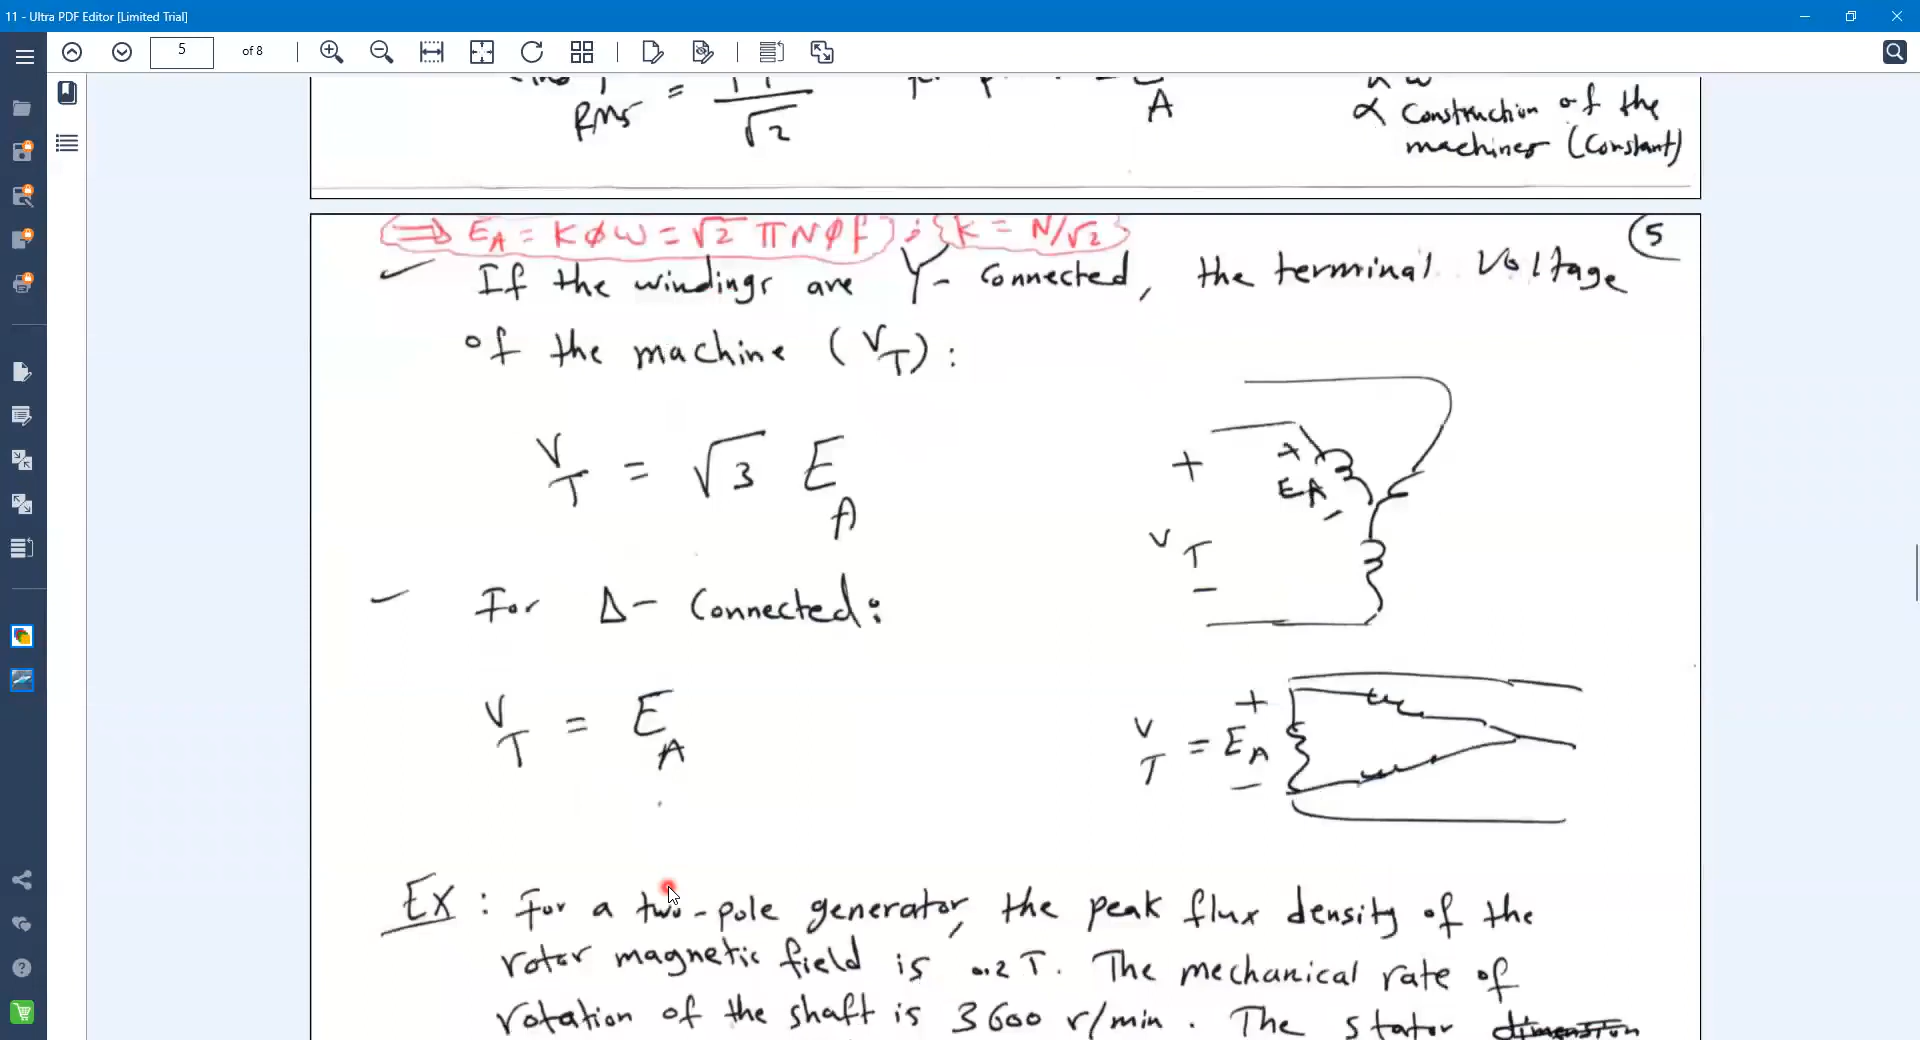 11 - Ultra PDF Editor [Limited Trial]
5 of 8
RMS = √2
A
α Construction of the
machines (Constant)
⇒ E_A = K φ ω = √2 π N φ f ; K = N/√2
5
If the windings are Y - Connected, the terminal Voltage
of the machine (V_T) :
V_T = √3 E_A
+
+
E_A
-
V_T
-
- For Δ - Connected:
V_T = E_A
+
V_T = E_A
-
Ex : For a two-pole generator, the peak flux density of the
rotor magnetic field is 0.2 T. The mechanical rate of
rotation of the shaft is 3600 r/min. The stator